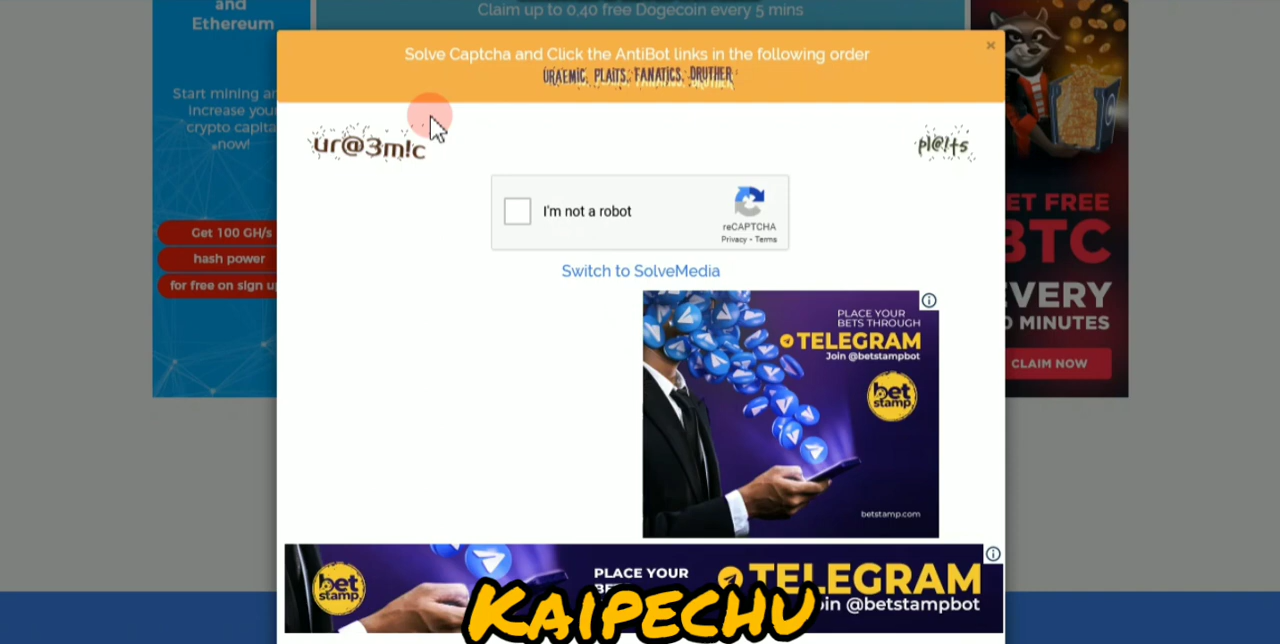 and
Ethereum
Start mining an
increase your
crypto capita
now!
Get 100 GH/s
hash power
for free on sign u
Claim up to 0.40 free Dogecoin every 5 mins
Solve Captcha and Click the AntiBot links in the following order
URAEMIC, PLAITS, FANATICS, DRUTHER
×
ur@3m!c
pl@!ts
I'm not a robot
reCAPTCHA
Privacy - Terms
Switch to SolveMedia
PLACE YOUR
BETS THROUGH
TELEGRAM
Join @betstampbot
bet
stamp
betstamp.com
ET FREE
BTC
VERY
MINUTES
CLAIM NOW
bet
stamp
PLACE YOUR
TELEGRAM
oin @betstampbot
KAIPECHU